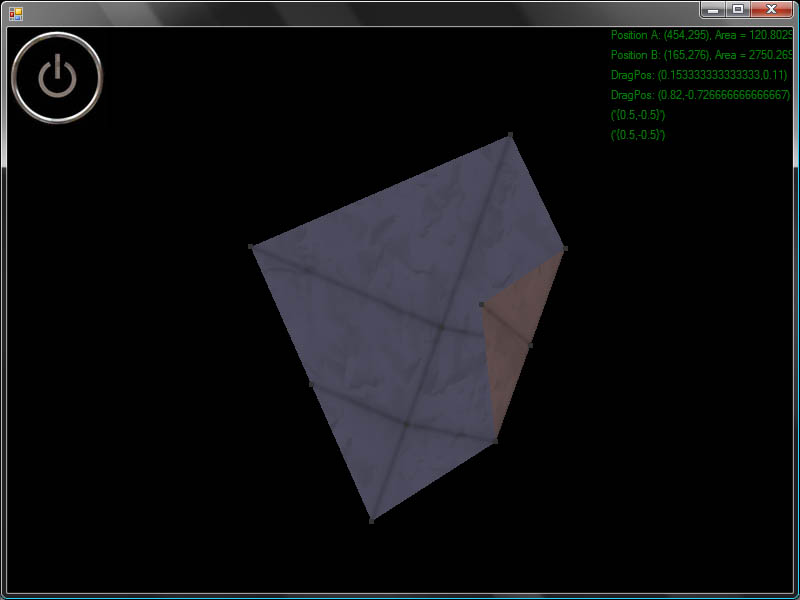 Position A: (454,295), Area = 120.8029
Position B: (165,276), Area = 2750.265
DragPos: (0.153333333333333,0.11)
DragPos: (0.82,-0.726666666666667)
('{0.5,-0.5}')
('{0.5,-0.5}')